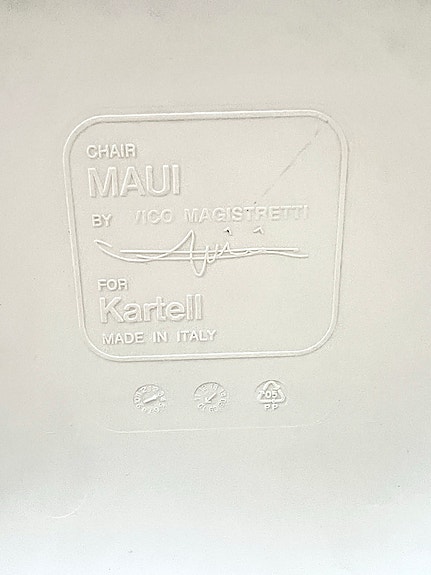 CHAIR
MAUI
BY VICO MAGISTRETTI
FOR
Kartell
MADE IN ITALY
05
PP